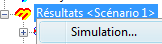 Résultats <Scénario 1>
Simulation...